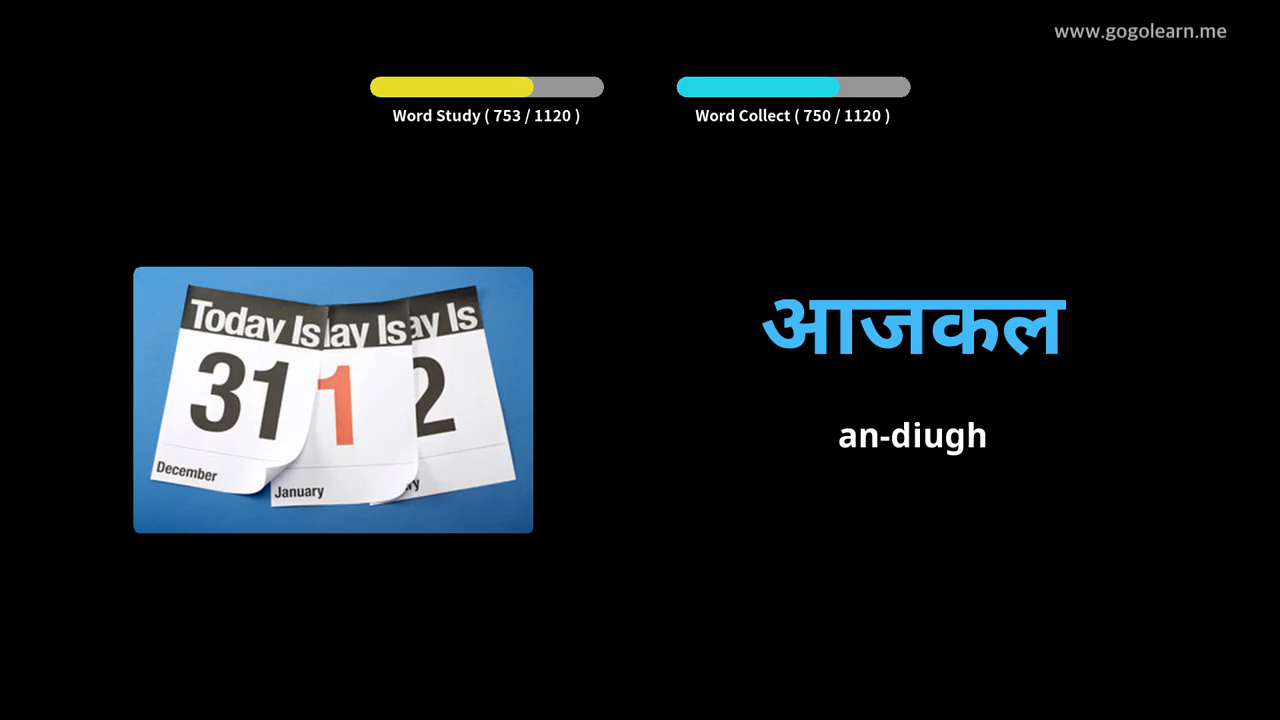 www.gogolearn.me
Word Study ( 753 / 1120 )
Word Collect ( 750 / 1120 )
Today Is
31
December
ay Is
1
January
ay Is
2
ry
आजकल
an-diugh